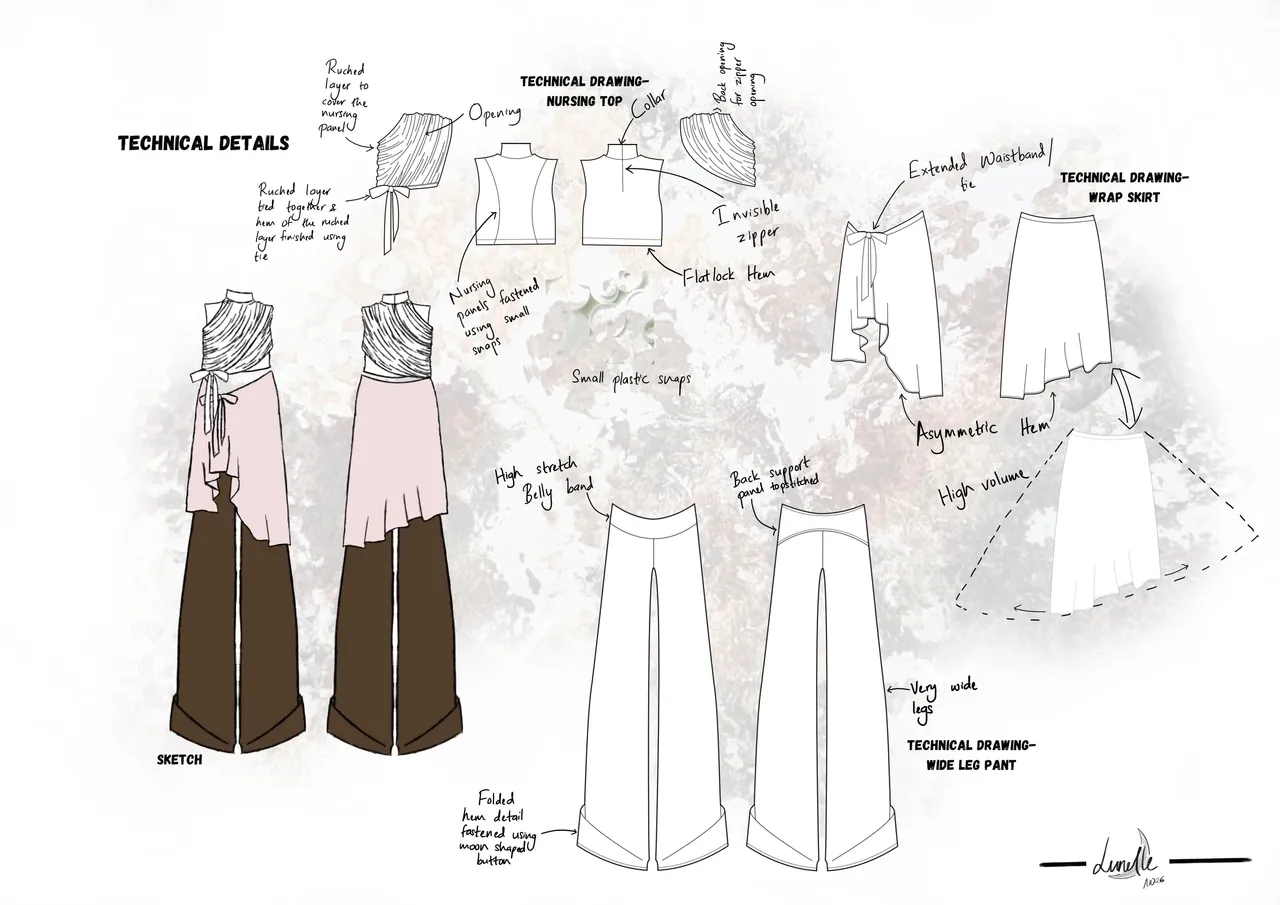 TECHNICAL DETAILS
Ruched
layer to
cover the
nursing
panel
Opening
Ruched layer
tied together &
hem of the ruched
layer finished using
tie
TECHNICAL DRAWING-
NURSING TOP
Collar
Back opening
for zipper
opening
Invisible
zipper
Flatlock Hem
Nursing
panels fastened
using small
snaps
Small plastic snaps
Extended Waistband/
tie
TECHNICAL DRAWING-
WRAP SKIRT
Asymmetric Hem
High volume
High stretch
Belly band
Back support
panel topstitched
Very wide
legs
TECHNICAL DRAWING-
WIDE LEG PANT
Folded
hem detail
fastened using
moon shaped
button
SKETCH
Lunelle